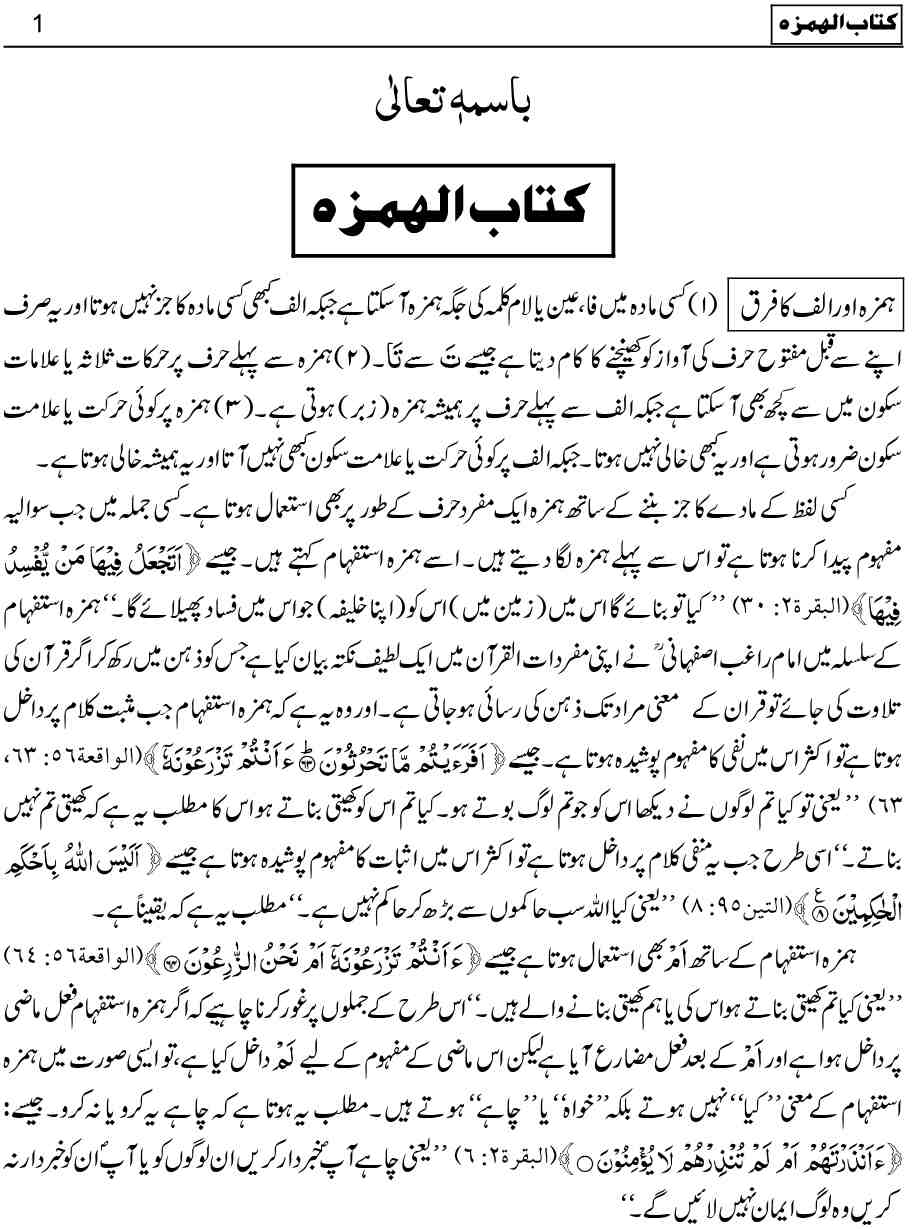 کتاب الهمزه
1
باسمہٖ تعالیٰ
کتاب الهمزه
ہمزہ اور الف کا فرق (۱) کسی مادہ میں فا، عین یا لام کلمہ کی جگہ ہمزہ آ سکتا ہے جبکہ الف کبھی کسی مادہ کا جز نہیں ہوتا اور یہ صرف
اپنے سے قبل مفتوح حرف کی آواز کو کھینچنے کا کام دیتا ہے جیسے تَ سے تَا۔ (۲) ہمزہ سے پہلے حرف پر حرکات ثلاثہ یا علامات
سکون میں سے کچھ بھی آ سکتا ہے جبکہ الف سے پہلے حرف پر ہمیشہ ہمزہ (زبر) ہوتی ہے۔ (۳) ہمزہ پر کوئی حرکت یا علامت
سکون ضرور ہوتی ہے اور یہ کبھی خالی نہیں ہوتا۔ جبکہ الف پر کوئی حرکت یا علامت سکون کبھی نہیں آتا اور یہ ہمیشہ خالی ہوتا ہے۔
کسی لفظ کے مادے کا جز بننے کے ساتھ ہمزہ ایک مفرد حرف کے طور پر بھی استعمال ہوتا ہے۔ کسی جملہ میں جب سوالیہ
مفہوم پیدا کرنا ہوتا ہے تو اس سے پہلے ہمزہ لگا دیتے ہیں۔ اسے ہمزہ استفہام کہتے ہیں۔ جیسے ﴿اَتَجْعَلُ فِيْهَا مَنْ يُّفْسِدُ
فِيْهَا﴾ (البقرة۲: ۳۰) ’’کیا تو بنائے گا اس میں (زمین میں) اس کو (اپنا خلیفہ) جو اس میں فساد پھیلائے گا۔‘‘ ہمزہ استفہام
کے سلسلہ میں امام راغب اصفہانیؒ نے اپنی مفردات القرآن میں ایک لطیف نکتہ بیان کیا ہے جس کو ذہن میں رکھ کر اگر قرآن کی
تلاوت کی جائے تو قران کے معنی مراد تک ذہن کی رسائی ہو جاتی ہے۔ اور وہ یہ ہے کہ ہمزہ استفہام جب مثبت کلام پر داخل
ہوتا ہے تو اکثر اس میں نفی کا مفہوم پوشیدہ ہوتا ہے۔ جیسے ﴿اَفَرَءَيْتُمْ مَّا تَحْرُثُوْنَ ؕ۝ ءَاَنْتُمْ تَزْرَعُوْنَهٗٓ﴾ (الواقعة۵۶: ۶۳،
۶۳) ’’یعنی تو کیا تم لوگوں نے دیکھا اس کو جو تم لوگ بوتے ہو۔ کیا تم اس کو کھیتی بناتے ہو اس کا مطلب یہ ہے کہ کھیتی تم نہیں
بناتے۔‘‘ اسی طرح جب یہ منفی کلام پر داخل ہوتا ہے تو اکثر اس میں اثبات کا مفہوم پوشیدہ ہوتا ہے جیسے ﴿اَلَيْسَ اللّٰهُ بِاَحْكَمِ
الْحٰكِمِيْنَ ۝۸﴾ (التين۹۵: ۸) ’’یعنی کیا اللہ سب حاکموں سے بڑھ کر حاکم نہیں ہے۔‘‘ مطلب یہ ہے کہ یقیناً ہے۔
ہمزہ استفہام کے ساتھ اَمْ بھی استعمال ہوتا ہے جیسے ﴿ءَاَنْتُمْ تَزْرَعُوْنَهٗٓ اَمْ نَحْنُ الزّٰرِعُوْنَ ۝﴾ (الواقعة۵۶: ۶۴)
’’یعنی کیا تم کھیتی بناتے ہو اس کی یا ہم کھیتی بنانے والے ہیں۔‘‘ اس طرح کے جملوں پر غور کرنا چاہیے کہ اگر ہمزہ استفہام فعل ماضی
پر داخل ہوا ہے اور اَمْ کے بعد فعل مضارع آیا ہے لیکن اس ماضی کے مفہوم کے لیے لَمْ داخل کیا ہے، تو ایسی صورت میں ہمزہ
استفہام کے معنی ’’کیا‘‘ نہیں ہوتے بلکہ ’’خواہ‘‘ یا ’’چاہے‘‘ ہوتے ہیں۔ مطلب یہ ہوتا ہے کہ چاہے یہ کرو یا نہ کرو۔ جیسے:
﴿ءَاَنْذَرْتَهُمْ اَمْ لَمْ تُنْذِرْهُمْ لَا يُؤْمِنُوْنَ ۝﴾ (البقرة۲: ۶) ’’یعنی چاہے آپؐ خبردار کریں ان لوگوں کو یا آپؐ ان کو خبردار نہ
کریں وہ لوگ ایمان نہیں لائیں گے۔‘‘